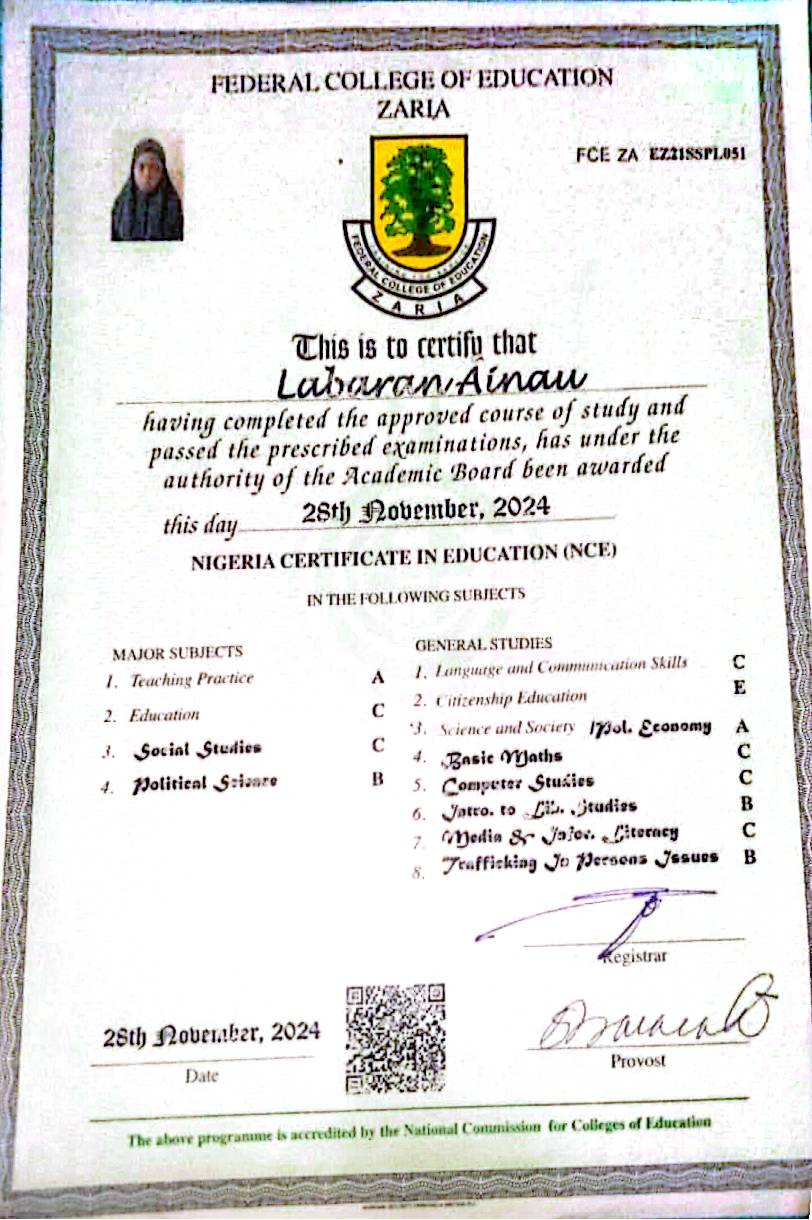 FEDERAL COLLEGE OF EDUCATION
ZARIA
FCE ZA EZ21SSPL051
FEDERAL COLLEGE OF EDUCATION
ZARIA
This is to certify that
Labaran Ainau
having completed the approved course of study and
passed the prescribed examinations, has under the
authority of the Academic Board been awarded
this day 28th November, 2024
NIGERIA CERTIFICATE IN EDUCATION (NCE)
IN THE FOLLOWING SUBJECTS
MAJOR SUBJECTS
1. Teaching Practice A
2. Education C
3. Social Studies C
4. Political Science B
GENERAL STUDIES
1. Language and Communication Skills C
2. Citizenship Education E
3. Science and Society /Pol. Economy A
4. Basic Maths C
5. Computer Studies C
6. Intro. to Lib. Studies B
7. Media & Infor. Literacy C
8. Trafficking In Persons Issues B
Registrar
28th November, 2024
Date
Provost
The above programme is accredited by the National Commission for Colleges of Education